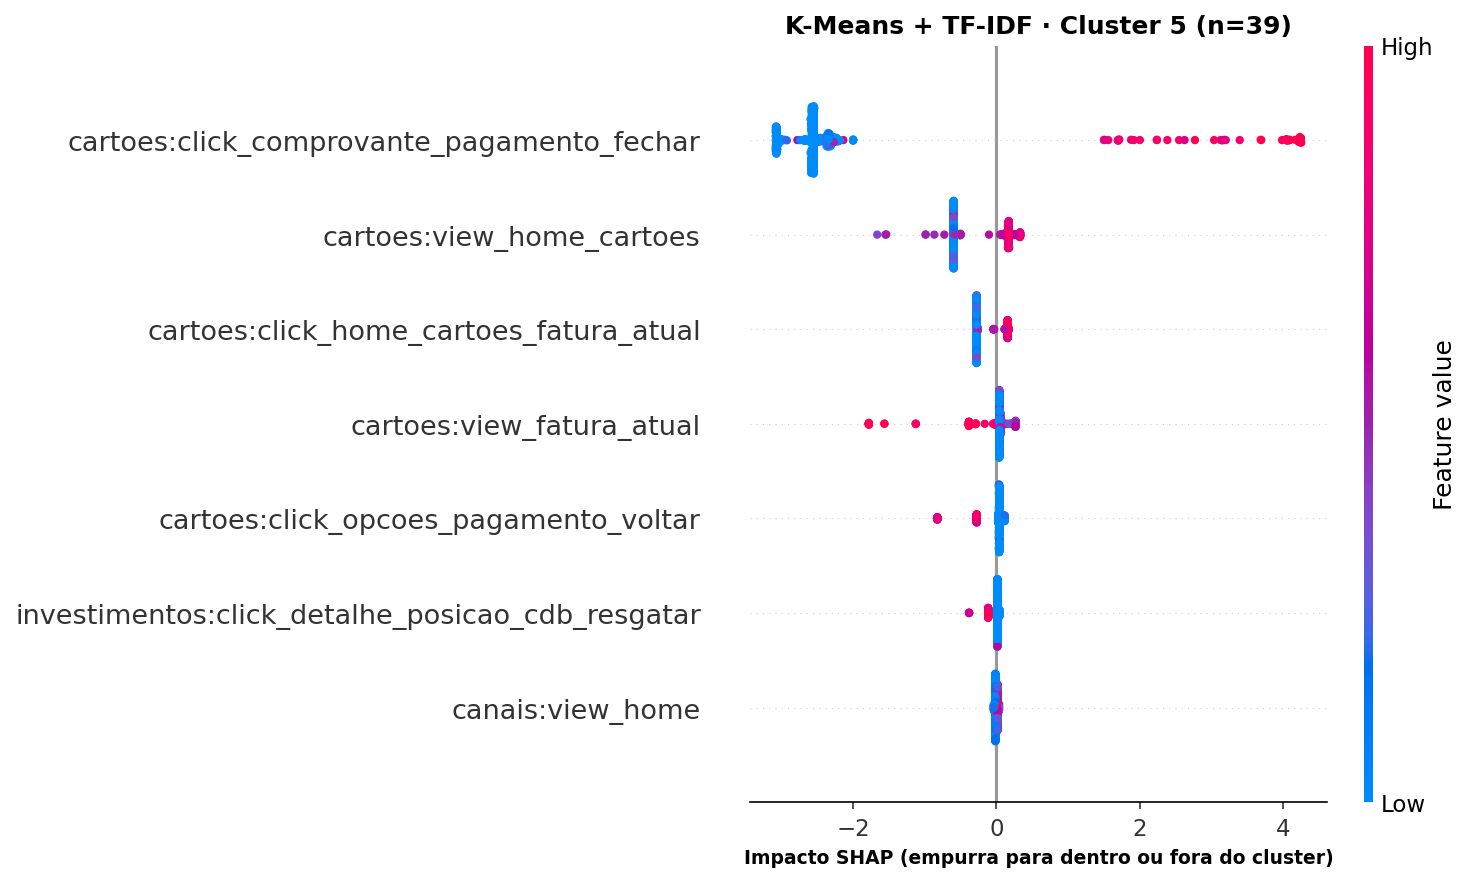 K-Means + TF-IDF · Cluster 5 (n=39)
High
cartoes:click_comprovante_pagamento_fechar
cartoes:view_home_cartoes
cartoes:click_home_cartoes_fatura_atual
cartoes:view_fatura_atual
cartoes:click_opcoes_pagamento_voltar
investimentos:click_detalhe_posicao_cdb_resgatar
canais:view_home
Feature value
Low
−2 0 2 4
Impacto SHAP (empurra para dentro ou fora do cluster)